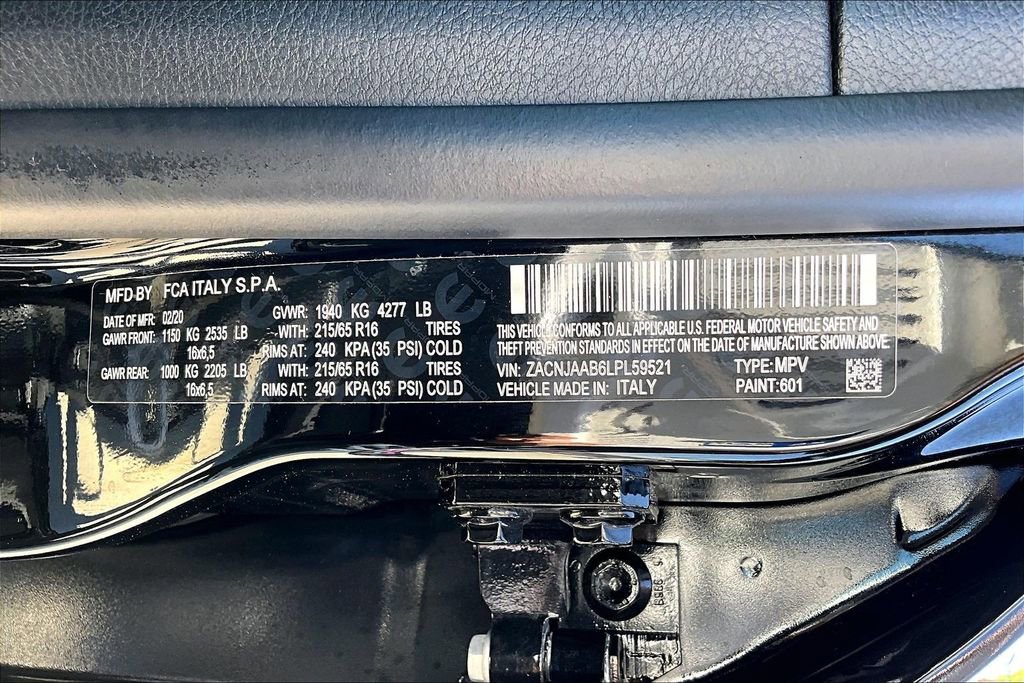 MFD BY FCA ITALY S.P.A.
DATE OF MFR: 02/20 GVWR: 1940 KG 4277 LB
GAWR FRONT: 1150 KG 2535 LB WITH: 215/65 R16 TIRES
16x6,5 RIMS AT: 240 KPA (35 PSI) COLD
GAWR REAR: 1000 KG 2205 LB WITH: 215/65 R16 TIRES
16x6,5 RIMS AT: 240 KPA (35 PSI) COLD
THIS VEHICLE CONFORMS TO ALL APPLICABLE U.S. FEDERAL MOTOR VEHICLE SAFETY AND
THEFT PREVENTION STANDARDS IN EFFECT ON THE DATE OF MANUFACTURE SHOWN ABOVE.
VIN: ZACNJAAB6LPL59521 TYPE: MPV
VEHICLE MADE IN: ITALY PAINT:601